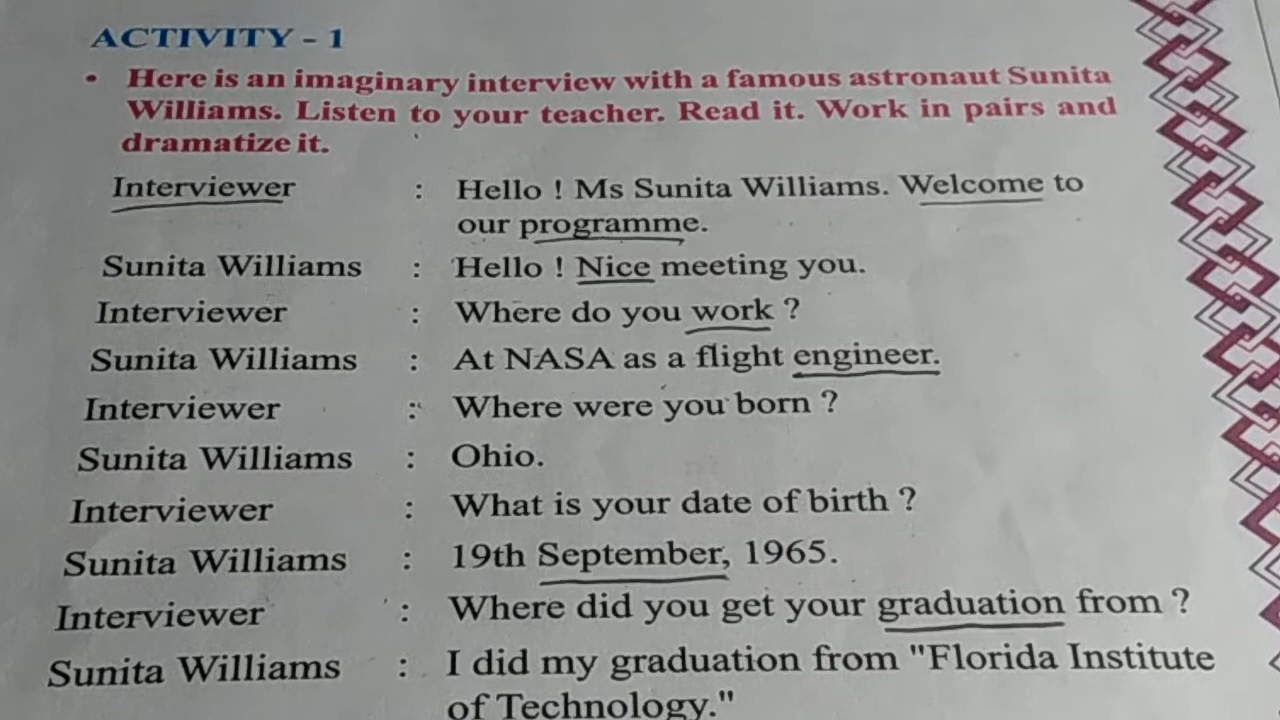 ACTIVITY - 1
• Here is an imaginary interview with a famous astronaut Sunita
Williams. Listen to your teacher. Read it. Work in pairs and
dramatize it.
Interviewer : Hello ! Ms Sunita Williams. Welcome to
our programme.
Sunita Williams : Hello ! Nice meeting you.
Interviewer : Where do you work ?
Sunita Williams : At NASA as a flight engineer.
Interviewer : Where were you born ?
Sunita Williams : Ohio.
Interviewer : What is your date of birth ?
Sunita Williams : 19th September, 1965.
Interviewer : Where did you get your graduation from ?
Sunita Williams : I did my graduation from "Florida Institute
of Technology."